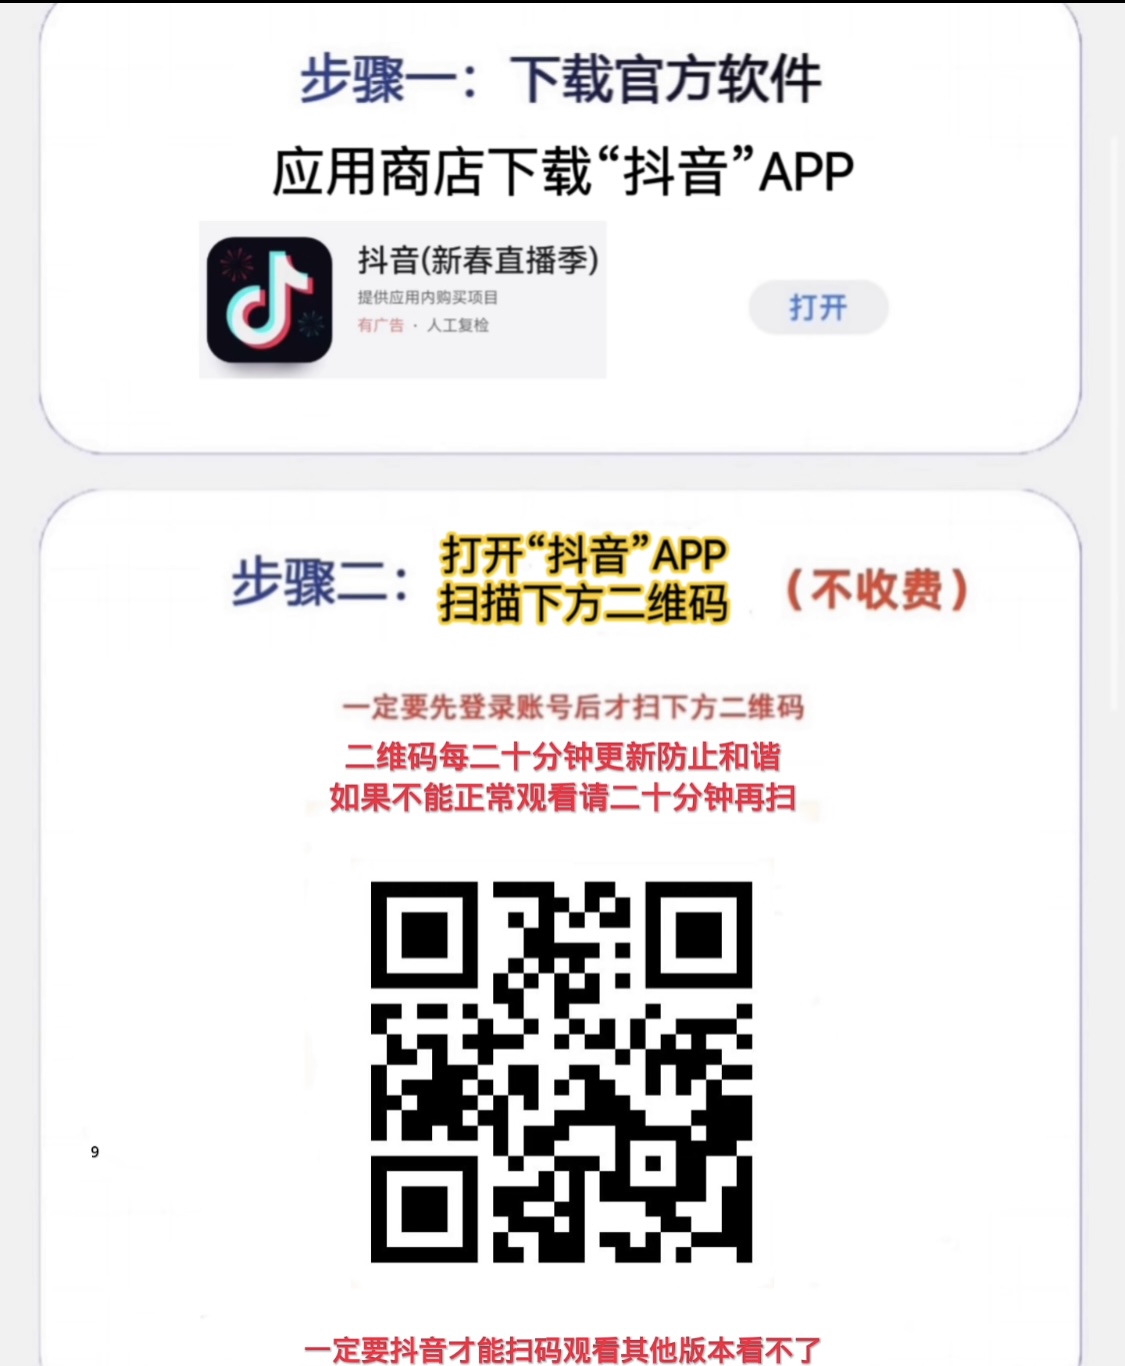 步骤一：下载官方软件
应用商店下载“抖音”APP
抖音(新春直播季)
提供应用内购买项目
有广告 · 人工复检
打开
步骤二：
打开“抖音”APP
扫描下方二维码
（不收费）
一定要先登录账号后才扫下方二维码
二维码每二十分钟更新防止和谐
如果不能正常观看请二十分钟再扫
9
一定要抖音才能扫码观看其他版本看不了